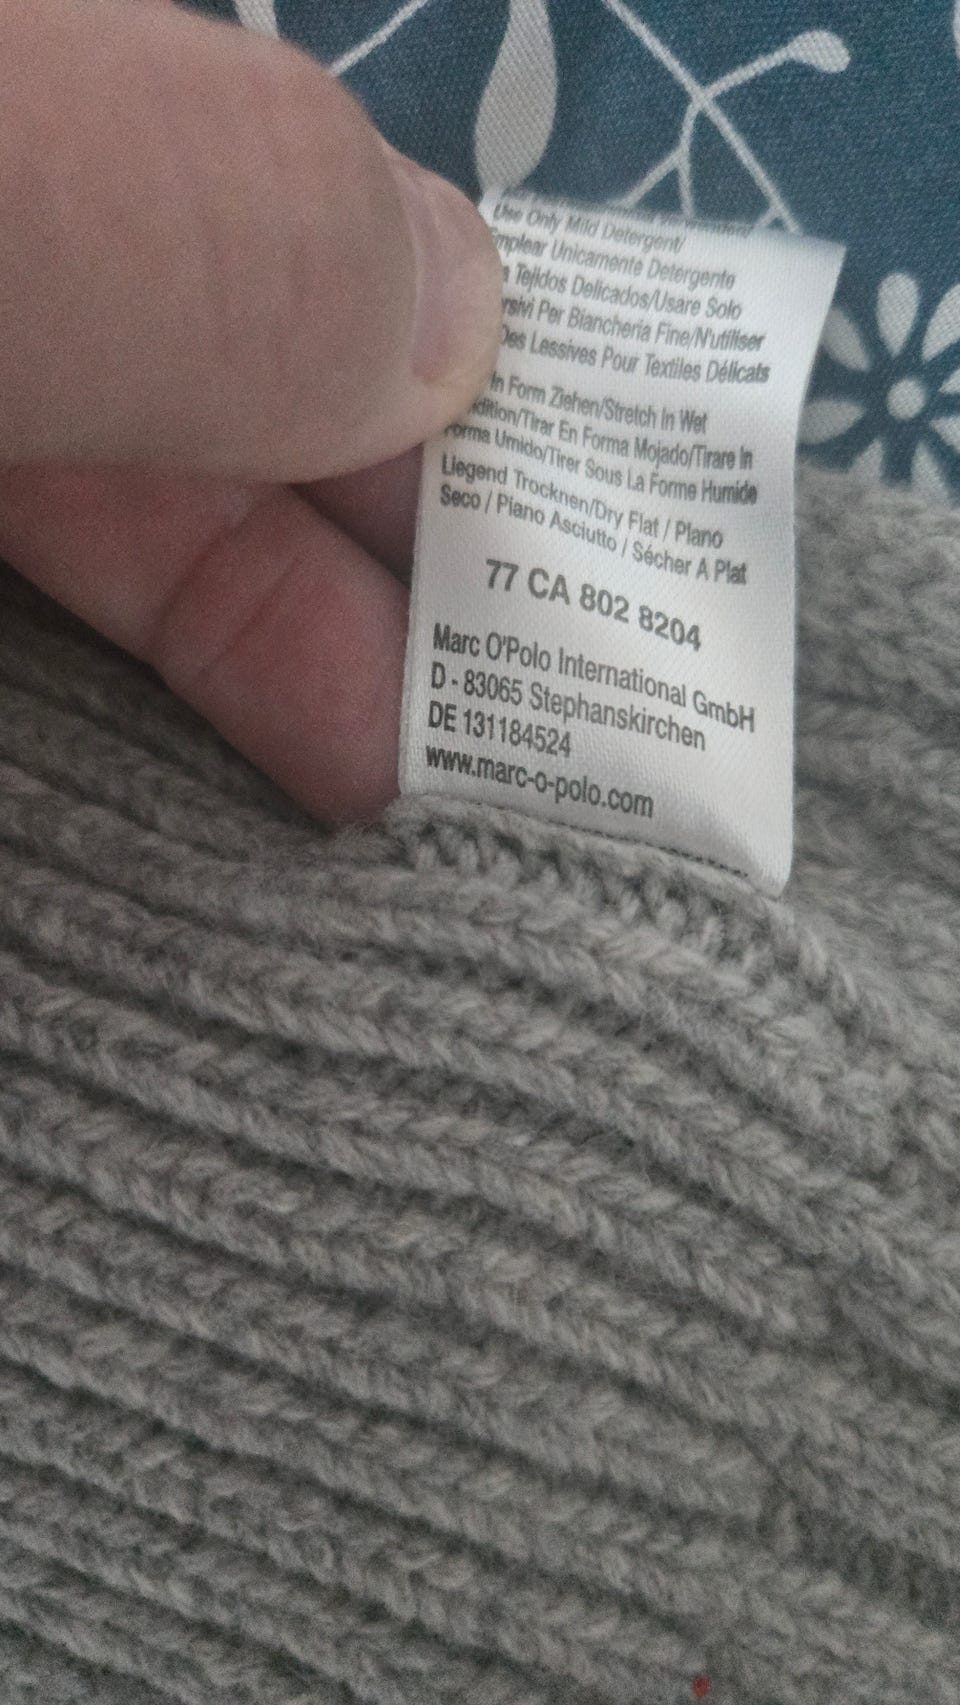 Use Only Mild Detergent/
Emplear Unicamente Detergente
Tejidos Delicados/Usare Solo
Per Biancheria Fine/N'utiliser
Des Lessives Pour Textiles Délicats
In Form Ziehen/Stretch In Wet
/Tirar En Forma Mojado/Tirare In
Forma Umido/Tirer Sous La Forme Humide
Liegend Trocknen/Dry Flat / Plano
Seco / Piano Asciutto / Sécher A Plat
77 CA 802 8204
Marc O'Polo International GmbH
D - 83065 Stephanskirchen
DE 131184524
www.marc-o-polo.com